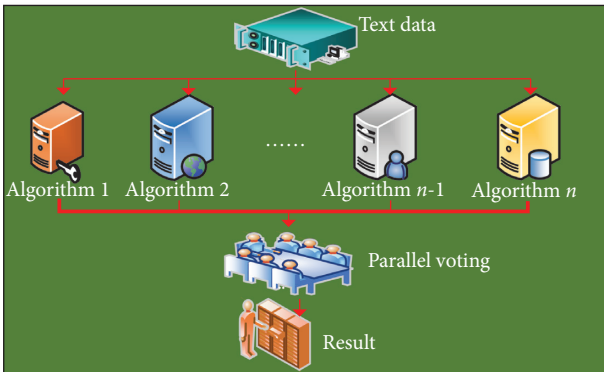 Text data
......
Algorithm 1
Algorithm 2
Algorithm n-1
Algorithm n
Parallel voting
Result